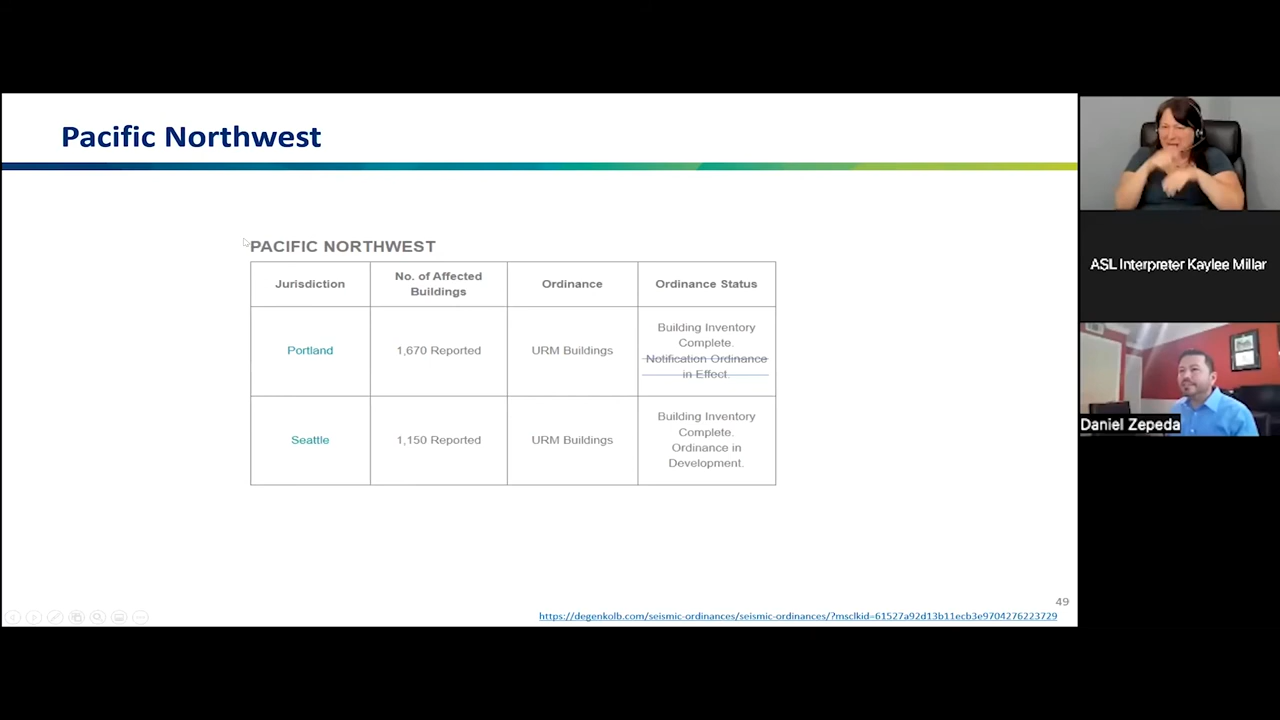 Pacific Northwest
PACIFIC NORTHWEST
Jurisdiction
No. of Affected
Buildings
Ordinance
Ordinance Status
Portland
1,670 Reported
URM Buildings
Building Inventory
Complete.
Notification Ordinance
in Effect.
Seattle
1,150 Reported
URM Buildings
Building Inventory
Complete.
Ordinance in
Development.
49
https://degenkolb.com/seismic-ordinances/seismic-ordinances/?msclkid=61527a92d13b11ecb3e9704276223729
ASL Interpreter Kaylee Millar
Daniel Zepeda